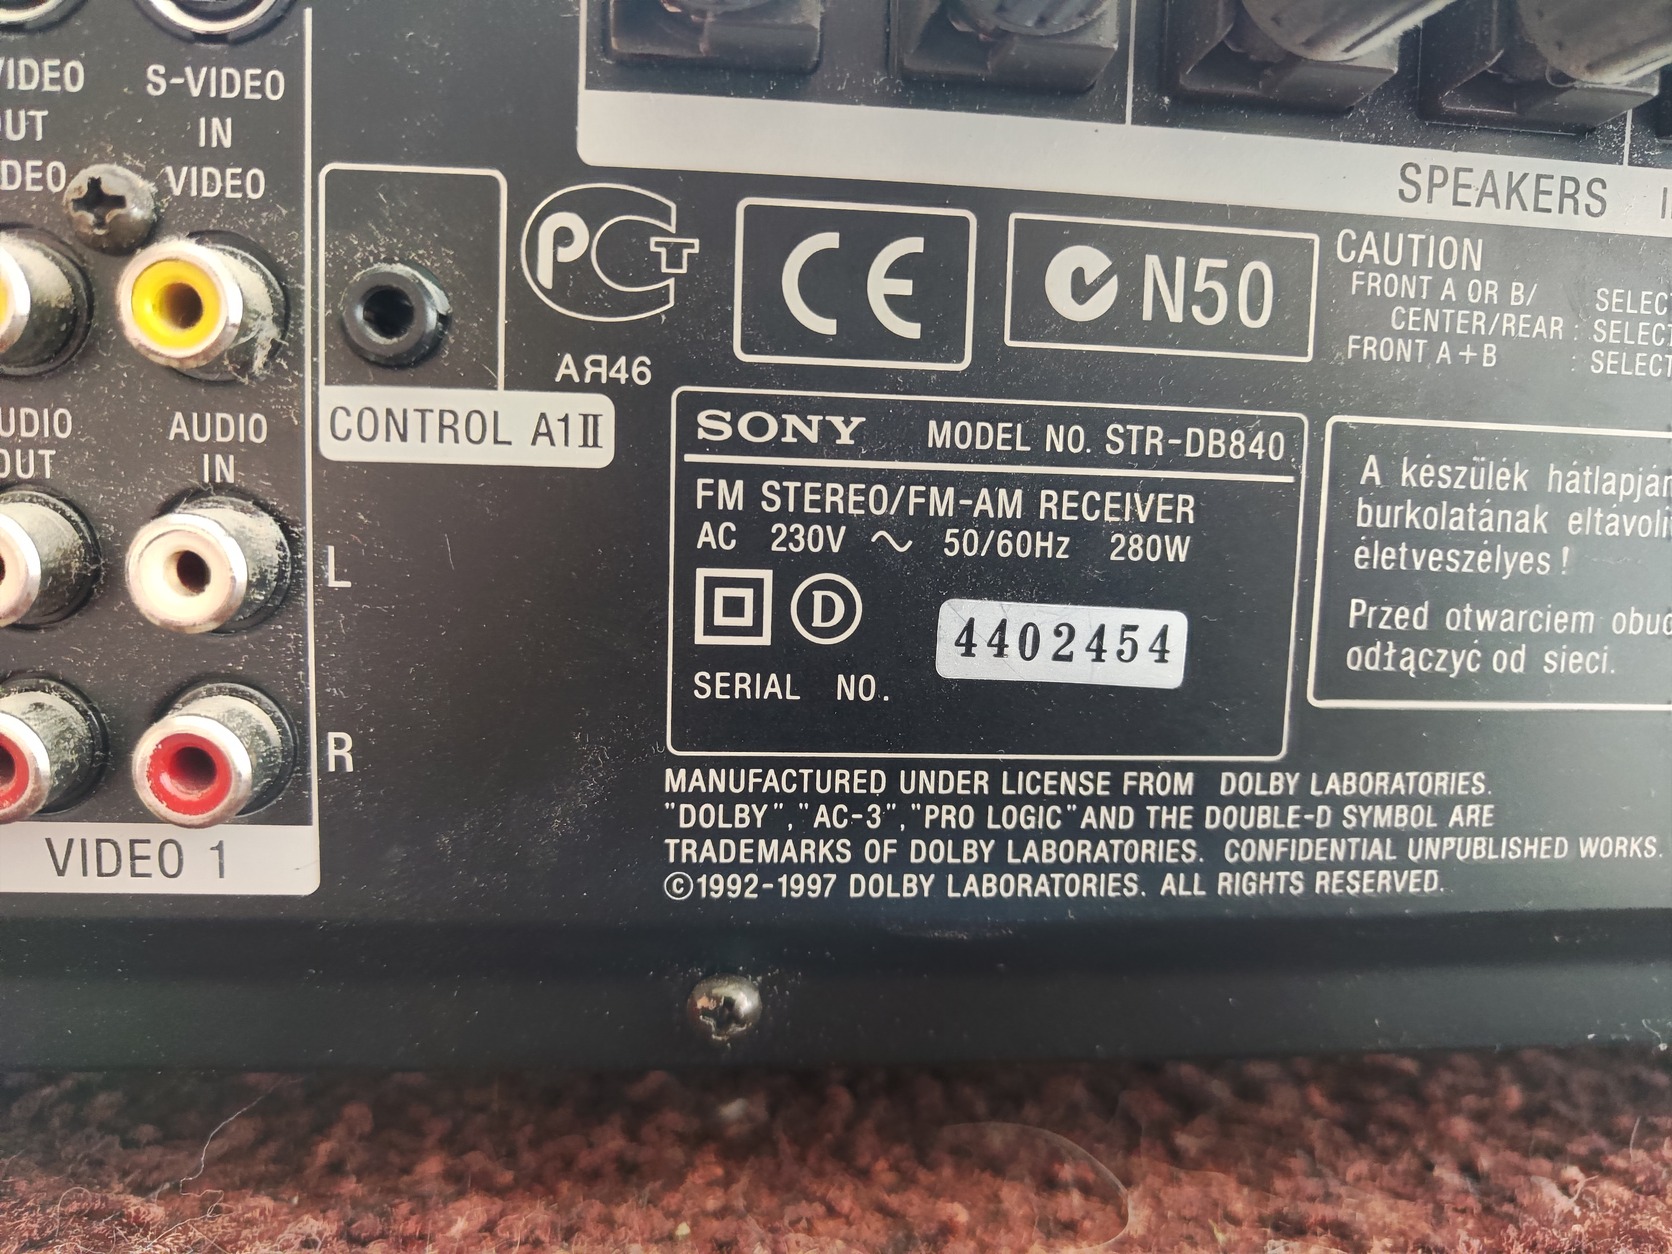 VIDEO
S-VIDEO
OUT
IN
VIDEO
AUDIO
OUT
AUDIO
IN
L
R
VIDEO 1
CONTROL A1II
PCT
AЯ46
CE
N50
SPEAKERS
CAUTION
FRONT A OR B/
CENTER/REAR :
FRONT A+B :
SONY MODEL NO. STR-DB840
FM STEREO/FM-AM RECEIVER
AC 230V ~ 50/60Hz 280W
D
4402454
SERIAL NO.
A készülék
burkolatának
életveszélyes !
Przed otwarciem
odłączyć od sieci.
MANUFACTURED UNDER LICENSE FROM DOLBY LABORATORIES.
"DOLBY", "AC-3", "PRO LOGIC" AND THE DOUBLE-D SYMBOL ARE
TRADEMARKS OF DOLBY LABORATORIES. CONFIDENTIAL UNPUBLISHED WORKS.
©1992-1997 DOLBY LABORATORIES. ALL RIGHTS RESERVED.